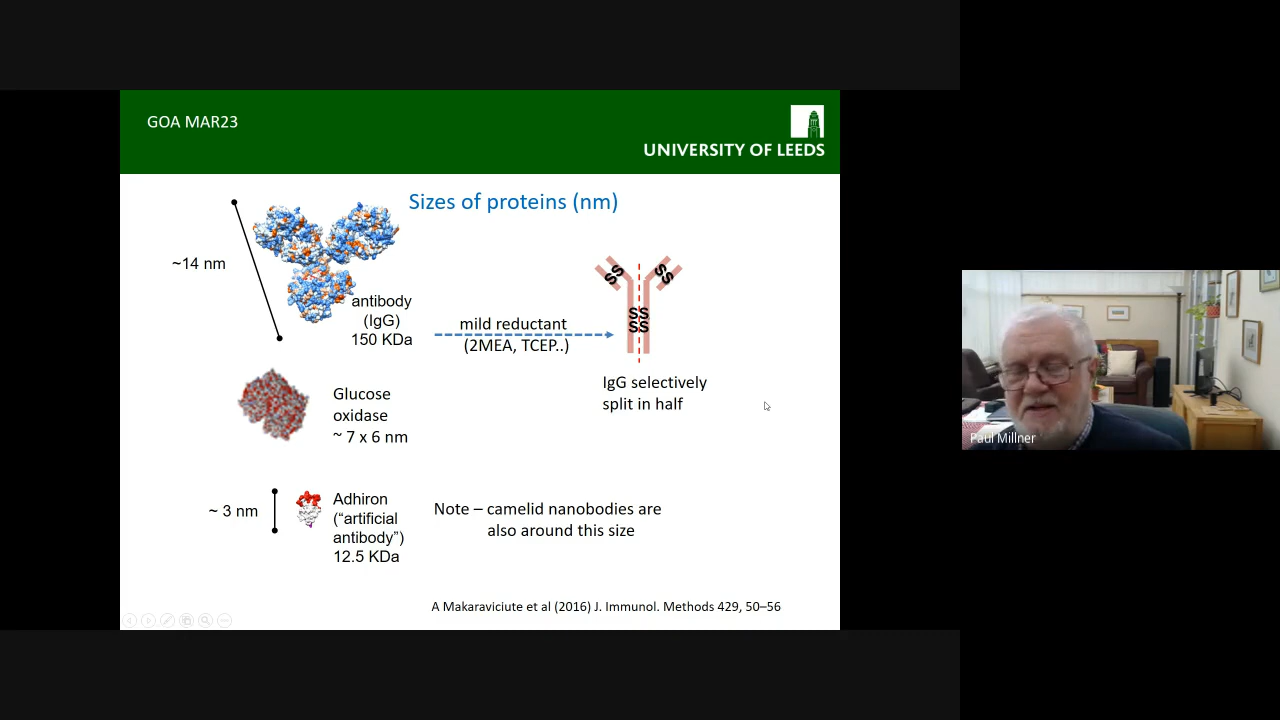 GOA MAR23
UNIVERSITY OF LEEDS
Sizes of proteins (nm)
~14 nm
antibody
(IgG)
150 KDa
mild reductant
(2MEA, TCEP..)
SS
SS
SS
SS
IgG selectively
split in half
Glucose
oxidase
~ 7 x 6 nm
~ 3 nm
Adhiron
("artificial
antibody")
12.5 KDa
Note – camelid nanobodies are
also around this size
A Makaraviciute et al (2016) J. Immunol. Methods 429, 50–56
Paul Millner